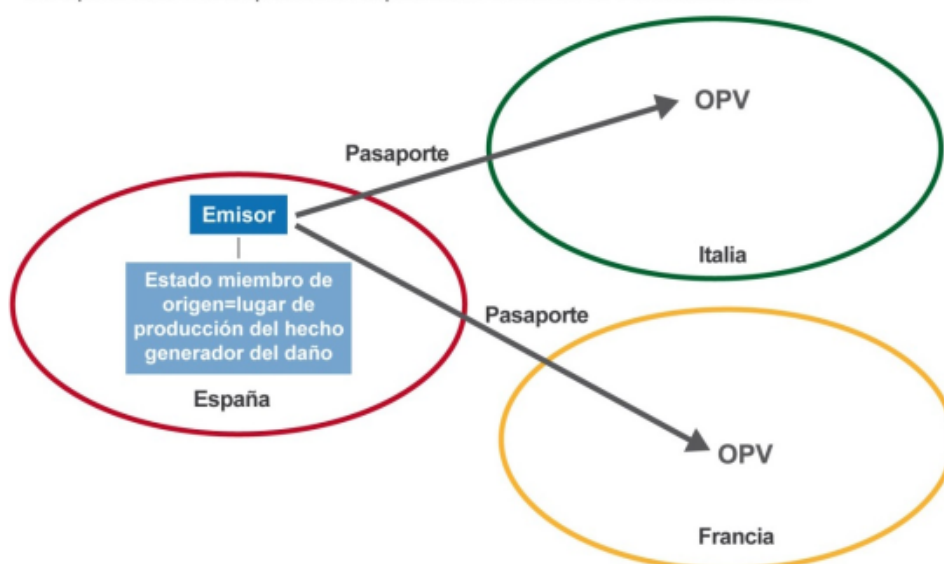 OPV
Pasaporte
Emisor
Italia
Estado miembro de
origen=lugar de
producción del hecho
generador del daño
Pasaporte
España
OPV
Francia